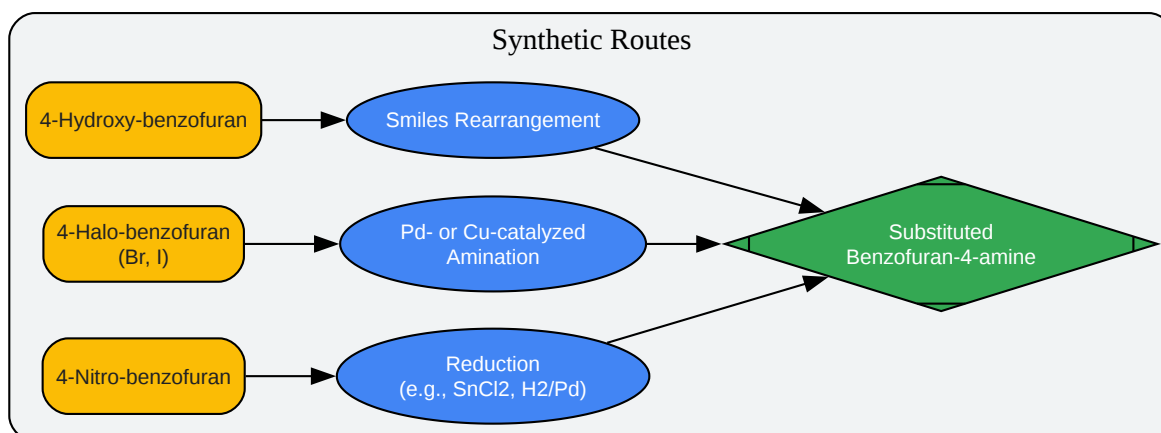 Synthetic Routes
4-Hydroxy-benzofuran
Smiles Rearrangement
4-Halo-benzofuran
(Br, I)
Pd- or Cu-catalyzed
Amination
Substituted
Benzofuran-4-amine
4-Nitro-benzofuran
Reduction
(e.g., SnCl2, H2/Pd)